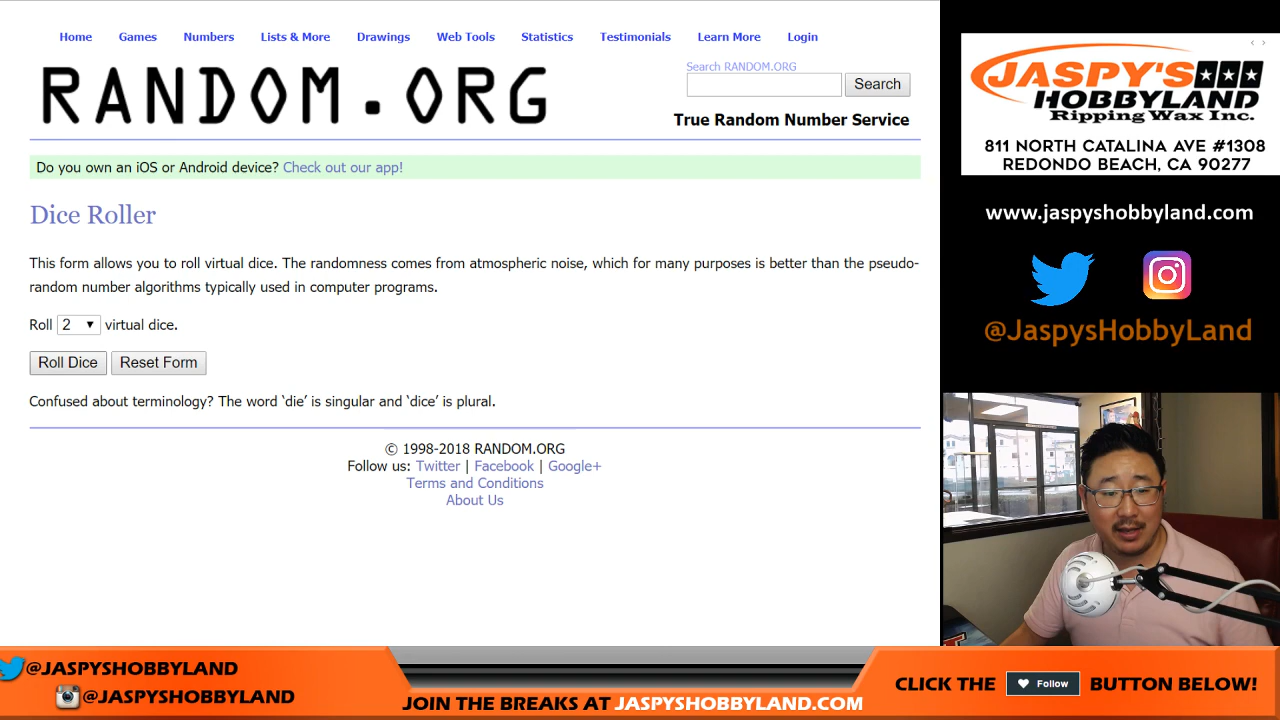 Home Games Numbers Lists & More Drawings Web Tools Statistics Testimonials Learn More Login
RANDOM.ORG
Search RANDOM.ORG
Search
True Random Number Service
Do you own an iOS or Android device? Check out our app!
Dice Roller
This form allows you to roll virtual dice. The randomness comes from atmospheric noise, which for many purposes is better than the pseudo-
random number algorithms typically used in computer programs.
Roll 2 virtual dice.
Roll Dice Reset Form
Confused about terminology? The word ‘die’ is singular and ‘dice’ is plural.
© 1998-2018 RANDOM.ORG
Follow us: Twitter | Facebook | Google+
Terms and Conditions
About Us
JASPY'S
HOBBYLAND
Ripping Wax Inc.
811 NORTH CATALINA AVE #1308
REDONDO BEACH, CA 90277
www.jaspyshobbyland.com
@JaspysHobbyLand
@JASPYSHOBBYLAND
@JASPYSHOBBYLAND
JOIN THE BREAKS AT JASPYSHOBBYLAND.COM
CLICK THE Follow BUTTON BELOW!